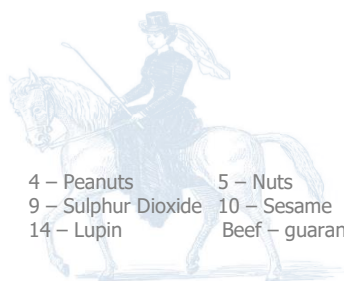 4 – Peanuts 5 – Nuts
9 – Sulphur Dioxide 10 – Sesame
14 – Lupin Beef –